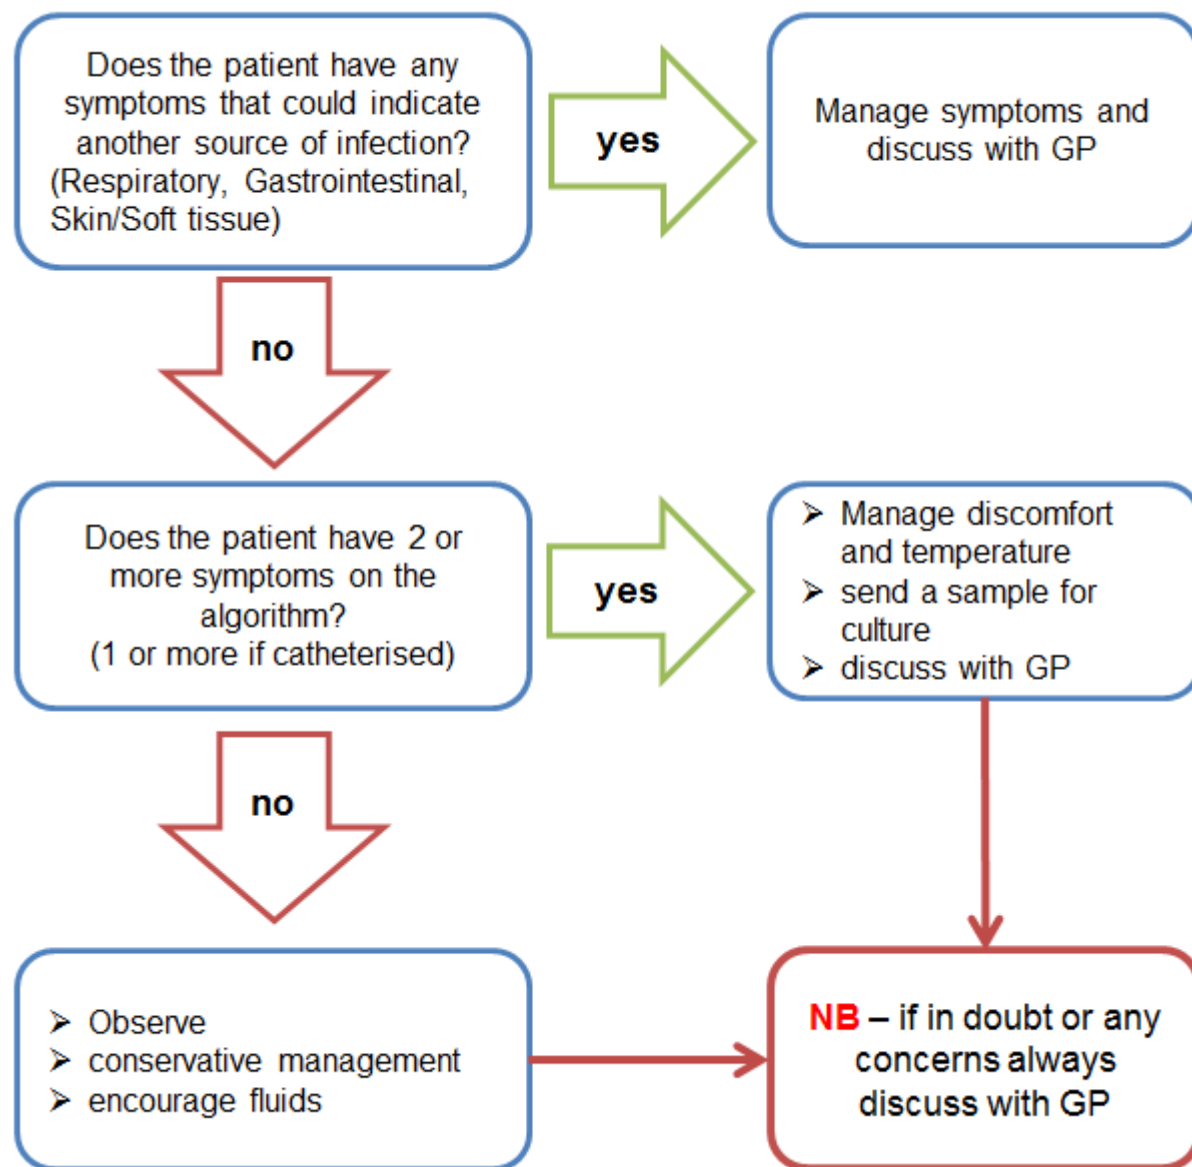 Does the patient have any
symptoms that could indicate
another source of infection?
(Respiratory, Gastrointestinal,
Skin/Soft tissue)
yes
Manage symptoms and
discuss with GP
no
Does the patient have 2 or
more symptoms on the
algorithm?
(1 or more if catheterised)
yes
➢ Manage discomfort
and temperature
➢ send a sample for
culture
➢ discuss with GP
no
➢ Observe
➢ conservative management
➢ encourage fluids
NB – if in doubt or any
concerns always
discuss with GP